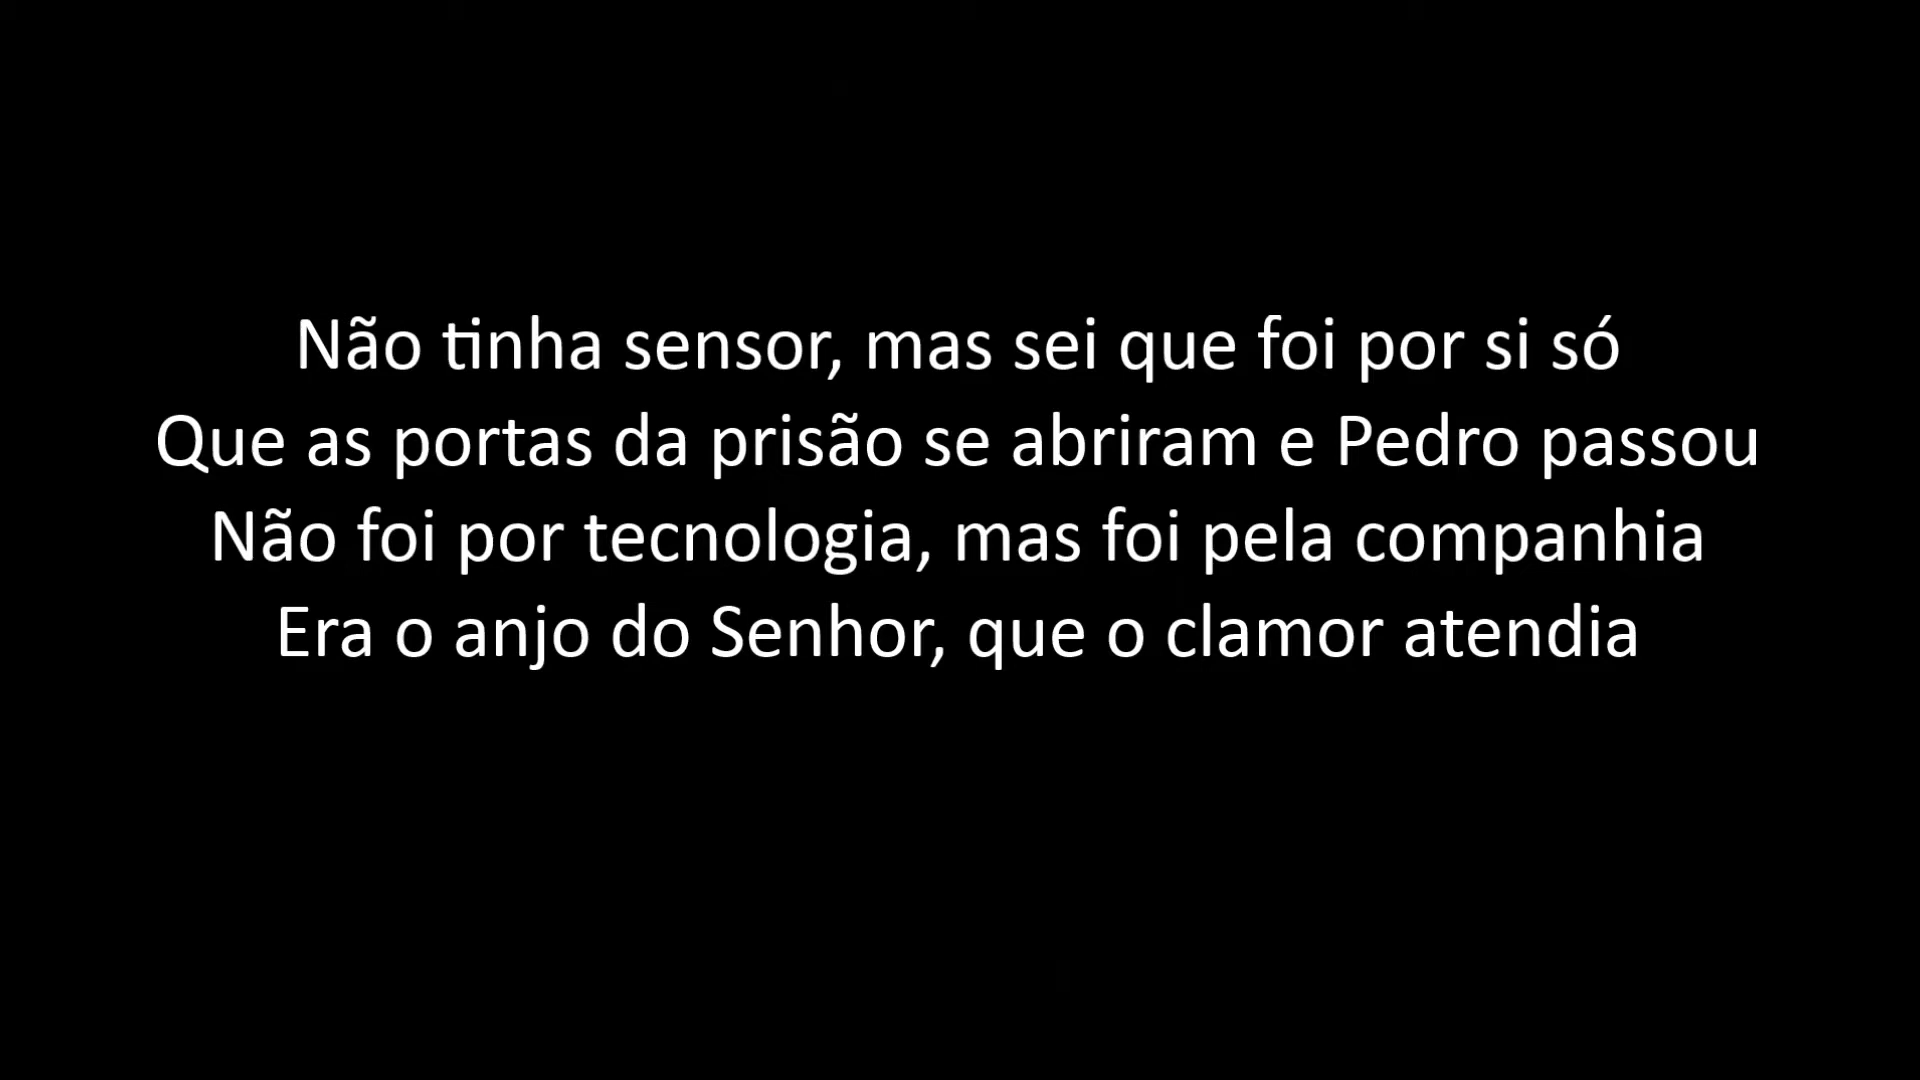 Não tinha sensor, mas sei que foi por si só
Que as portas da prisão se abriram e Pedro passou
Não foi por tecnologia, mas foi pela companhia
Era o anjo do Senhor, que o clamor atendia